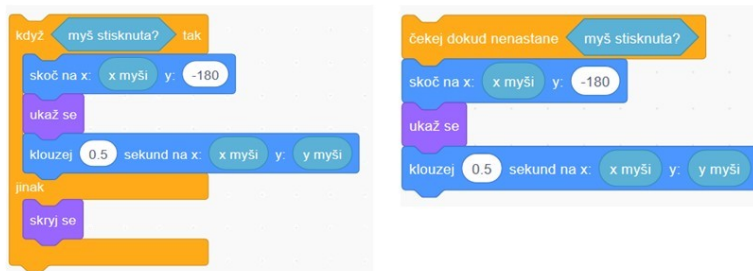 když myš stisknuta? tak
skoč na x: x myši y: -180
ukaž se
klouzej 0.5 sekund na x: x myši y: y myši
jinak
skryj se
čekej dokud nenastane myš stisknuta?
skoč na x: x myši y: -180
ukaž se
klouzej 0.5 sekund na x: x myši y: y myši